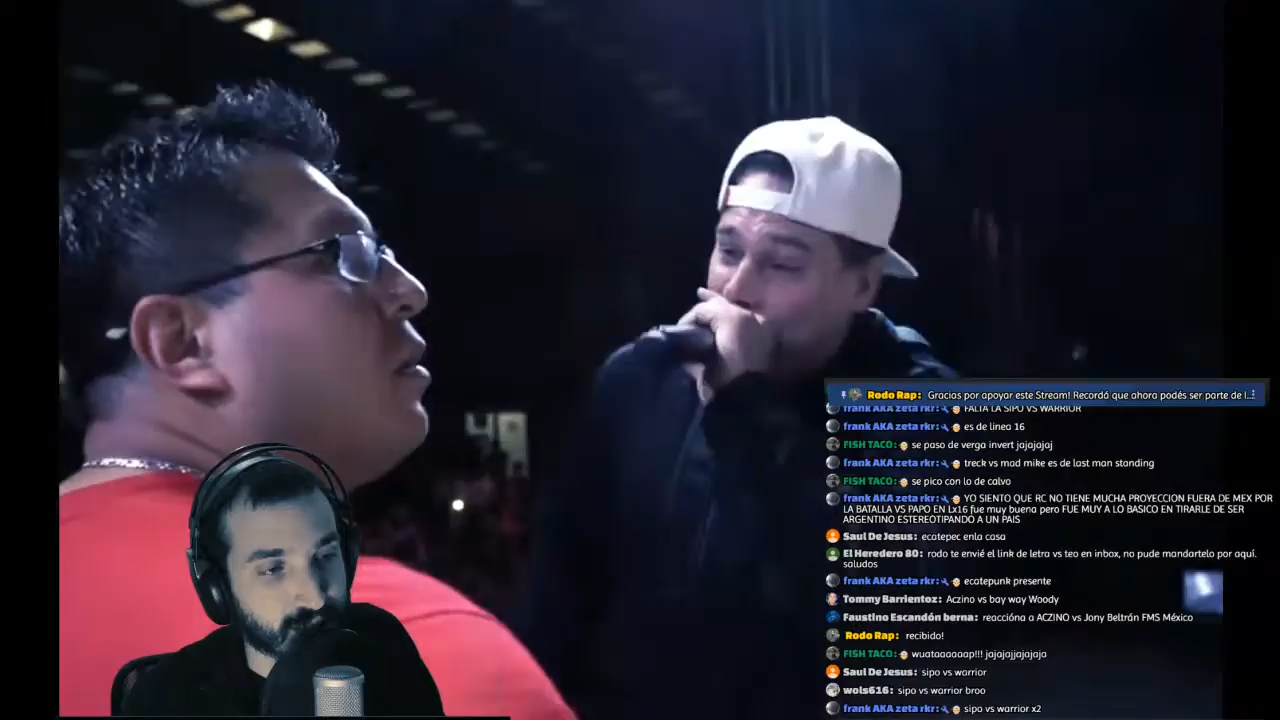 Rodo Rap: Gracias por apoyar este Stream! Recordá que ahora podés ser parte de l...
frank AKA zeta rkr: FALTA LA SIPO VS WARRIOR
frank AKA zeta rkr: es de linea 16
FISH TACO: se paso de verga invert jajajajaj
frank AKA zeta rkr: treck vs mad mike es de last man standing
FISH TACO: se pico con lo de calvo
frank AKA zeta rkr: YO SIENTO QUE RC NO TIENE MUCHA PROYECCION FUERA DE MEX POR
LA BATALLA VS PAPO EN Lx16 fue muy buena pero FUE MUY A LO BASICO EN TIRARLE DE SER
ARGENTINO ESTEREOTIPANDO A UN PAIS
Saul De Jesus: ecatepec enla casa
El Heredero 80: rodo te envié el link de letra vs teo en inbox, no pude mandartelo por aquí.
saludos
frank AKA zeta rkr: ecatepunk presente
Tommy Barrientoz: Aczino vs bay way Woody
Faustino Escandón berna: reaccióna a ACZINO vs Jony Beltrán FMS México
Rodo Rap: recibido!
FISH TACO: wuataaaaaap!!! jajajajjajajaja
Saul De Jesus: sipo vs warrior
wols616: sipo vs warrior broo
frank AKA zeta rkr: sipo vs warrior x2